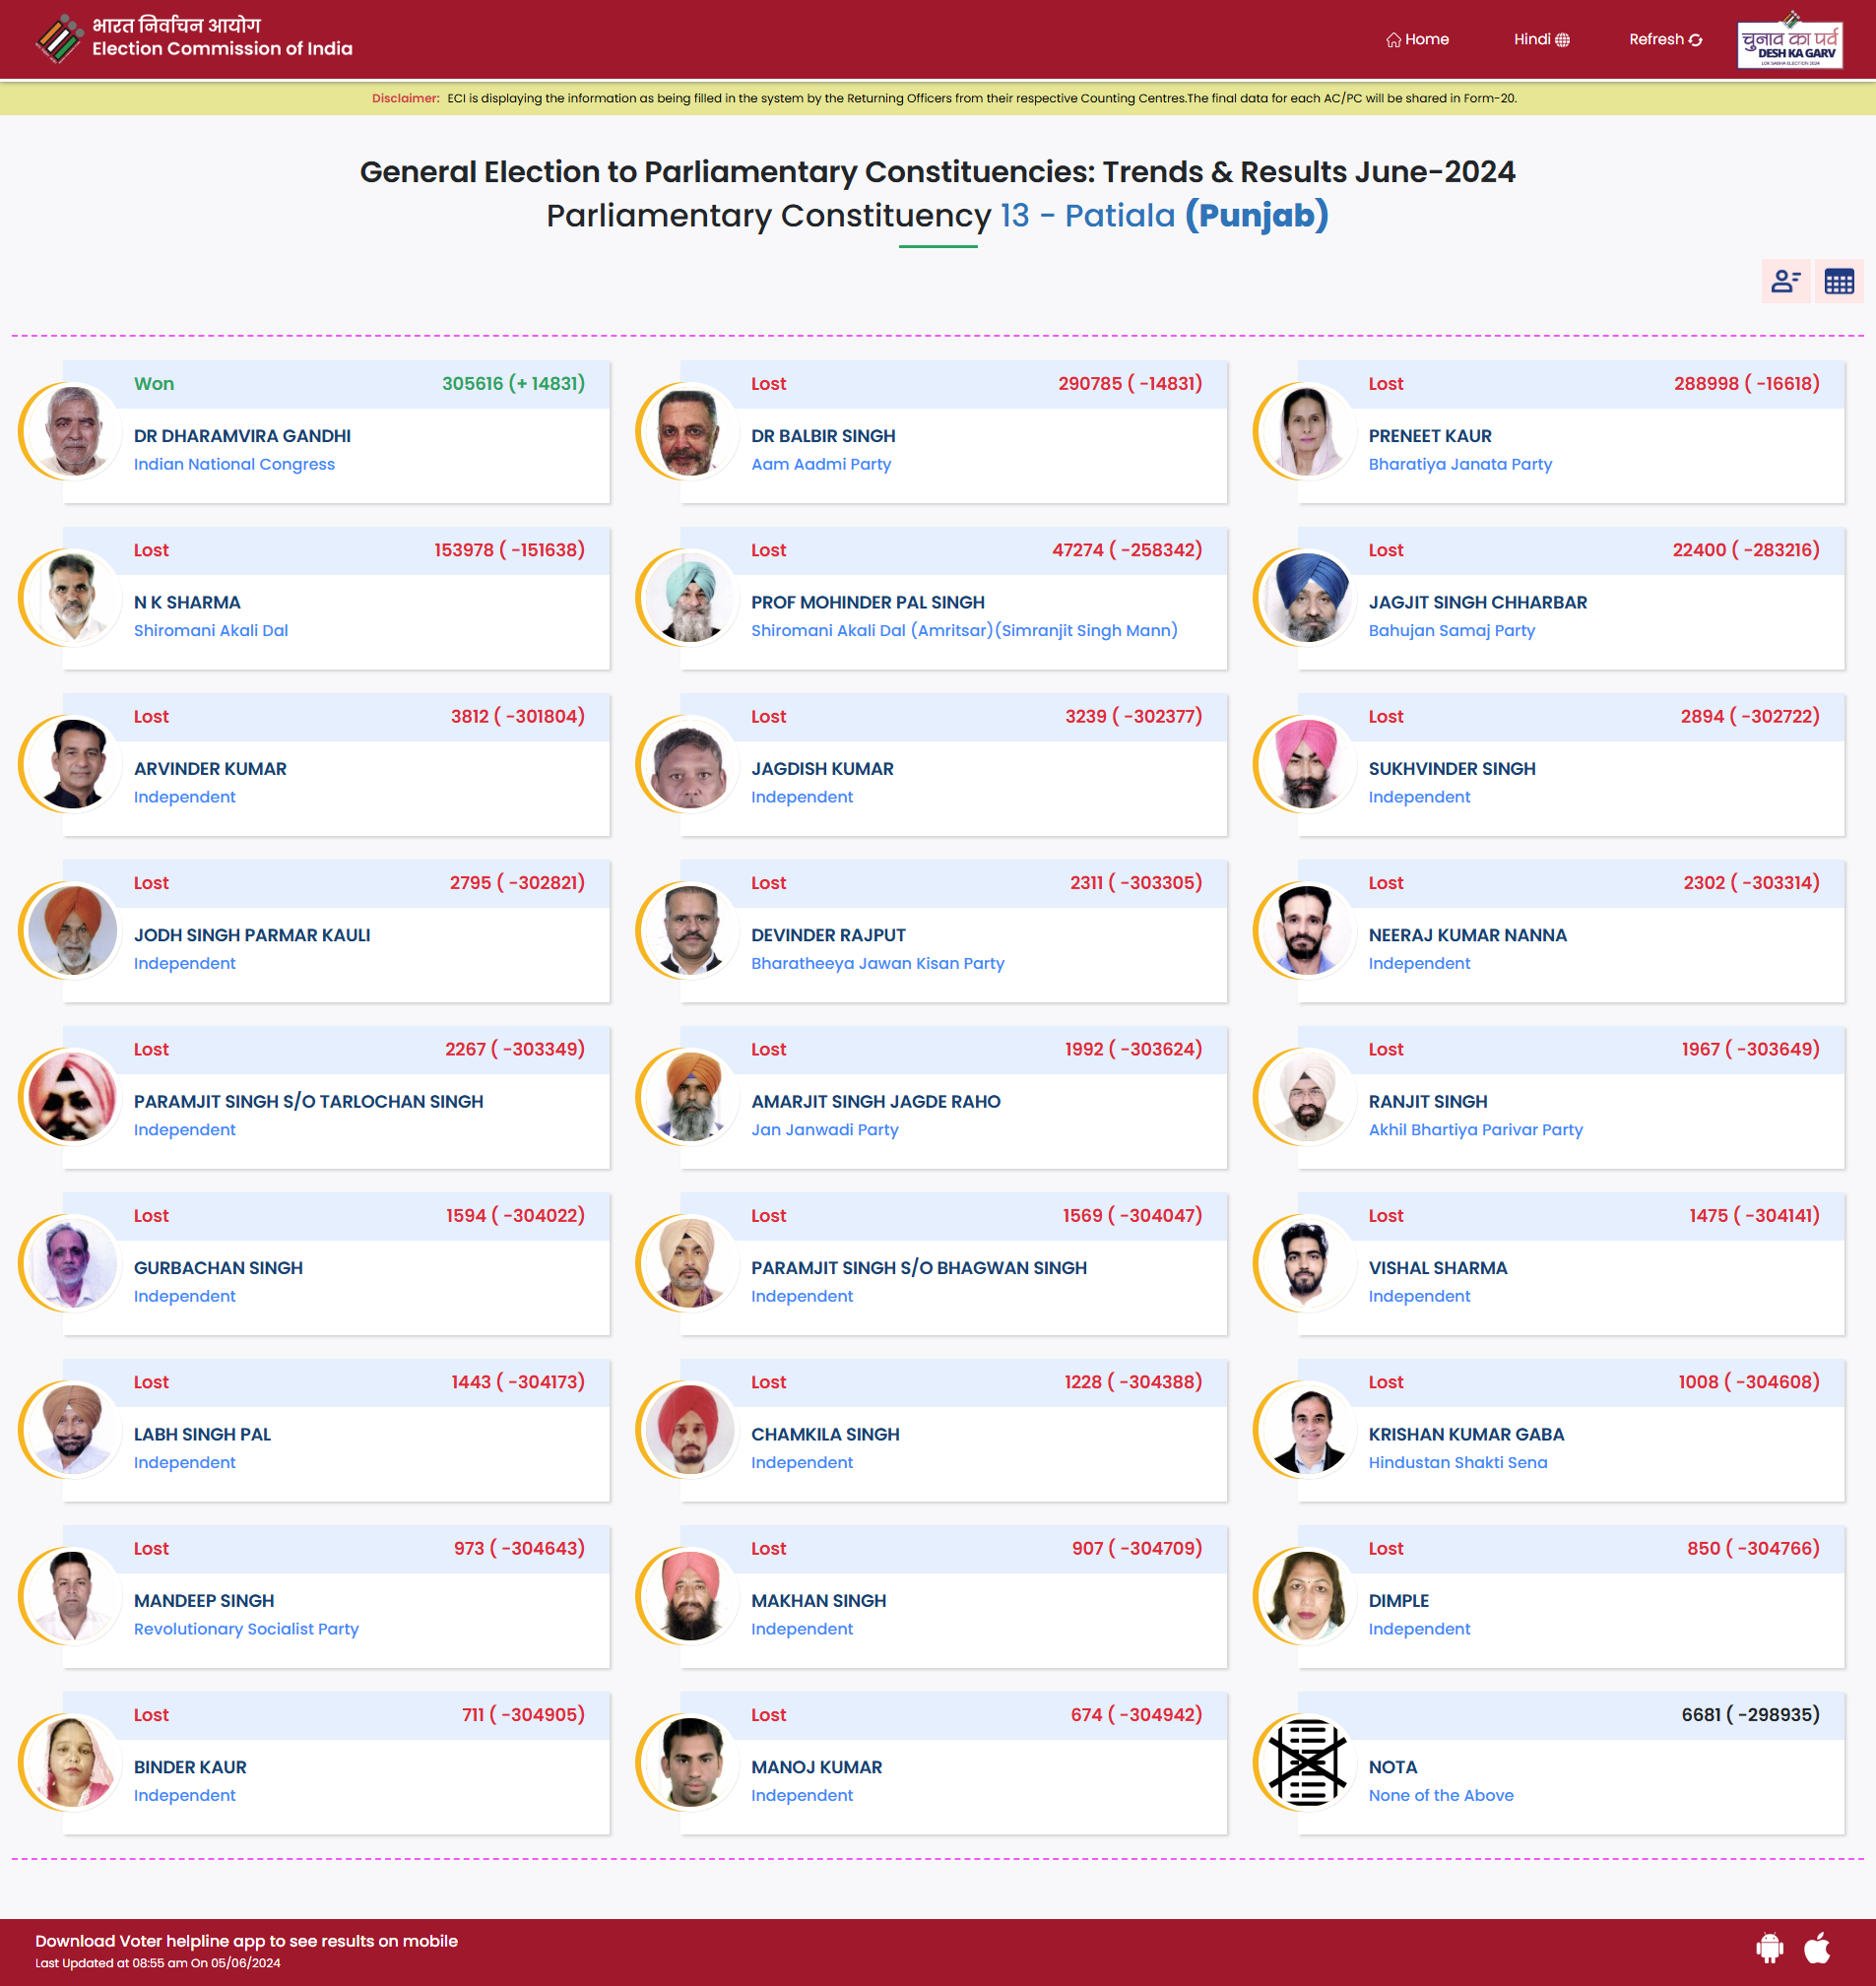 भारत निर्वाचन आयोग
Election Commission of India
Home
Hindi
Refresh
चुनाव का पर्व
DESH KA GARV
LOK SABHA ELECTION 2024
Disclaimer: ECI is displaying the information as being filled in the system by the Returning Officers from their respective Counting Centres.The final data for each AC/PC will be shared in Form-20.
General Election to Parliamentary Constituencies: Trends & Results June-2024
Parliamentary Constituency 13 - Patiala (Punjab)
Won 305616 (+ 14831)
DR DHARAMVIRA GANDHI
Indian National Congress
Lost 290785 ( -14831)
DR BALBIR SINGH
Aam Aadmi Party
Lost 288998 ( -16618)
PRENEET KAUR
Bharatiya Janata Party
Lost 153978 ( -151638)
N K SHARMA
Shiromani Akali Dal
Lost 47274 ( -258342)
PROF MOHINDER PAL SINGH
Shiromani Akali Dal (Amritsar)(Simranjit Singh Mann)
Lost 22400 ( -283216)
JAGJIT SINGH CHHARBAR
Bahujan Samaj Party
Lost 3812 ( -301804)
ARVINDER KUMAR
Independent
Lost 3239 ( -302377)
JAGDISH KUMAR
Independent
Lost 2894 ( -302722)
SUKHVINDER SINGH
Independent
Lost 2795 ( -302821)
JODH SINGH PARMAR KAULI
Independent
Lost 2311 ( -303305)
DEVINDER RAJPUT
Bharatheeya Jawan Kisan Party
Lost 2302 ( -303314)
NEERAJ KUMAR NANNA
Independent
Lost 2267 ( -303349)
PARAMJIT SINGH S/O TARLOCHAN SINGH
Independent
Lost 1992 ( -303624)
AMARJIT SINGH JAGDE RAHO
Jan Janwadi Party
Lost 1967 ( -303649)
RANJIT SINGH
Akhil Bhartiya Parivar Party
Lost 1594 ( -304022)
GURBACHAN SINGH
Independent
Lost 1569 ( -304047)
PARAMJIT SINGH S/O BHAGWAN SINGH
Independent
Lost 1475 ( -304141)
VISHAL SHARMA
Independent
Lost 1443 ( -304173)
LABH SINGH PAL
Independent
Lost 1228 ( -304388)
CHAMKILA SINGH
Independent
Lost 1008 ( -304608)
KRISHAN KUMAR GABA
Hindustan Shakti Sena
Lost 973 ( -304643)
MANDEEP SINGH
Revolutionary Socialist Party
Lost 907 ( -304709)
MAKHAN SINGH
Independent
Lost 850 ( -304766)
DIMPLE
Independent
Lost 711 ( -304905)
BINDER KAUR
Independent
Lost 674 ( -304942)
MANOJ KUMAR
Independent
6681 ( -298935)
NOTA
None of the Above
Download Voter helpline app to see results on mobile
Last Updated at 08:55 am On 05/06/2024